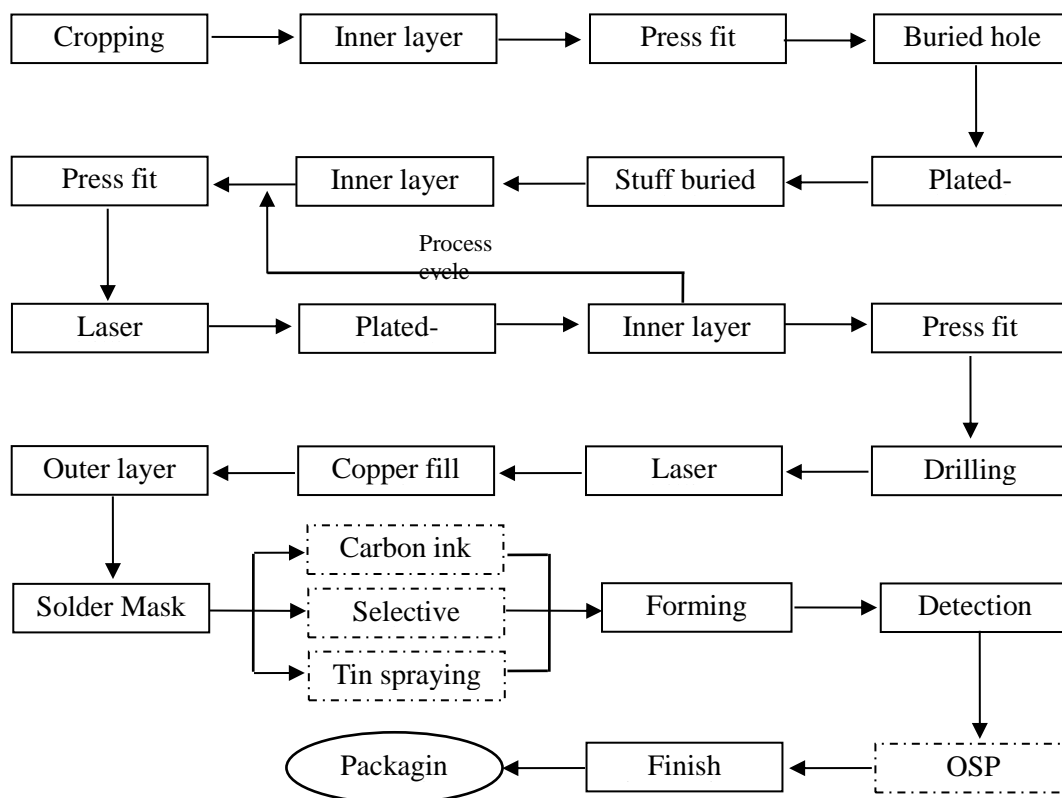 Cropping
Inner layer
Press fit
Buried hole
Press fit
Inner layer
Stuff buried
Plated-
Process
cycle
Laser
Plated-
Inner layer
Press fit
Outer layer
Copper fill
Laser
Drilling
Carbon ink
Solder Mask
Selective
Forming
Detection
Tin spraying
Packagin
Finish
OSP